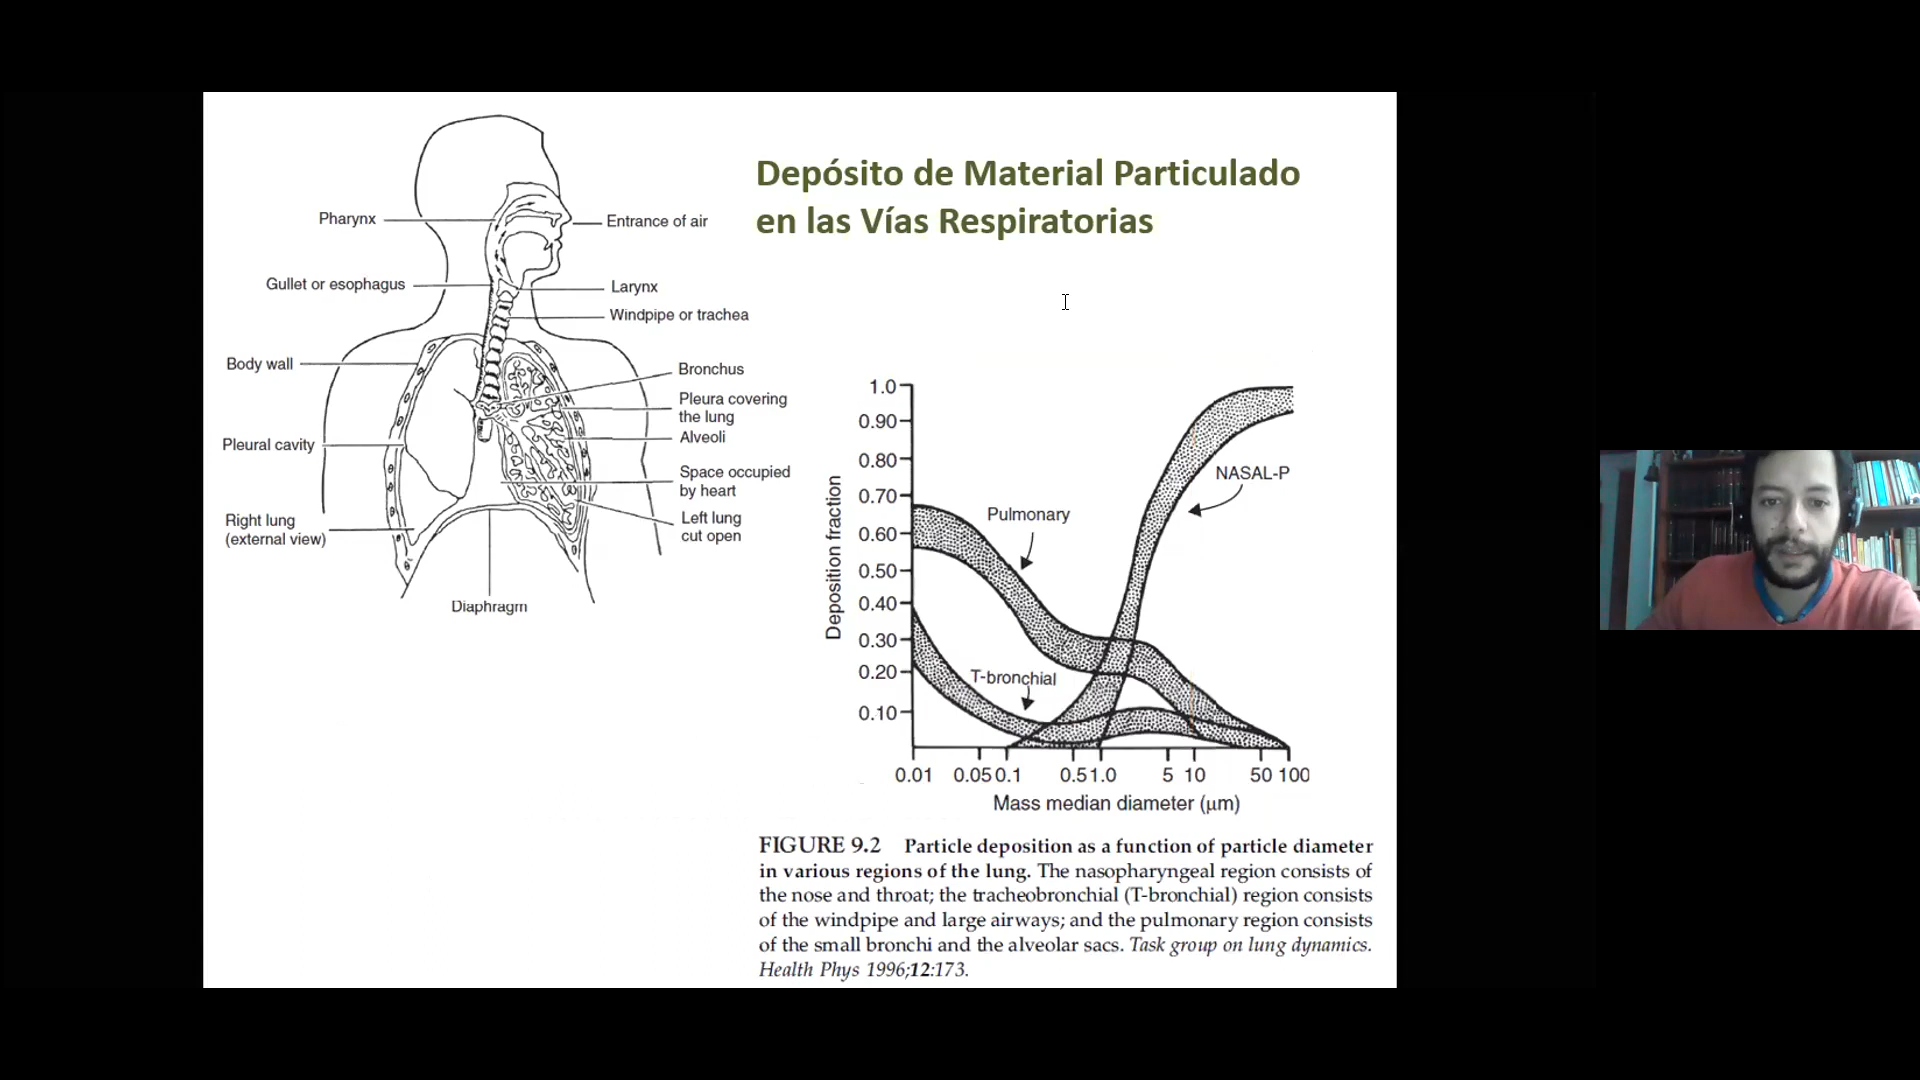 Depósito de Material Particulado
en las Vías Respiratorias
Pharynx
Entrance of air
Gullet or esophagus
Larynx
Windpipe or trachea
Body wall
Bronchus
Pleura covering
the lung
Pleural cavity
Alveoli
Space occupied
by heart
Right lung
(external view)
Left lung
cut open
Diaphragm
Deposition fraction
1.0
0.90
0.80
0.70
0.60
0.50
0.40
0.30
0.20
0.10
NASAL-P
Pulmonary
T-bronchial
0.01 0.05 0.1 0.5 1.0 5 10 50 100
Mass median diameter (μm)
FIGURE 9.2 Particle deposition as a function of particle diameter
in various regions of the lung. The nasopharyngeal region consists of
the nose and throat; the tracheobronchial (T-bronchial) region consists
of the windpipe and large airways; and the pulmonary region consists
of the small bronchi and the alveolar sacs. Task group on lung dynamics.
Health Phys 1996;12:173.